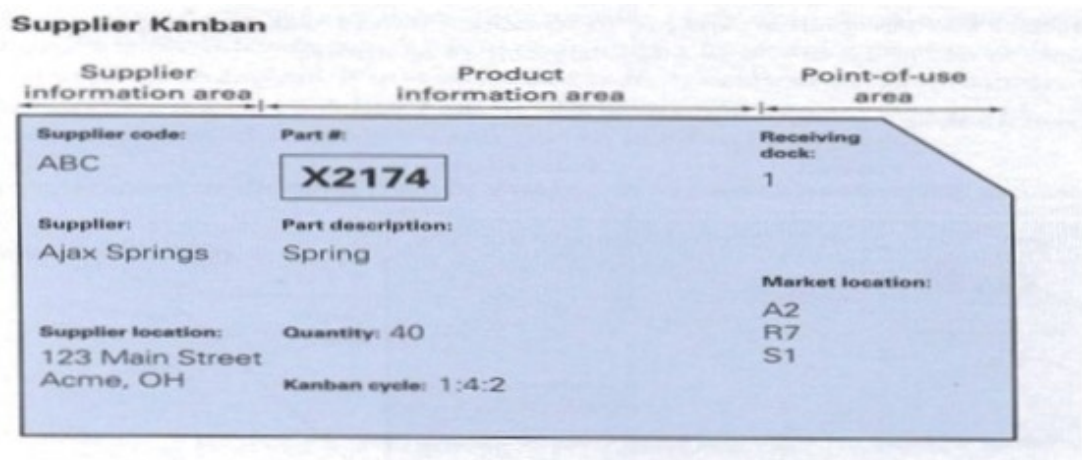 Supplier Kanban
Supplier
information area
Product
information area
Point-of-use
area
Supplier code:
ABC
Supplier:
Ajax Springs
Supplier location:
123 Main Street
Acme, OH
Part #:
X2174
Part description:
Spring
Quantity: 40
Kanban cycle: 1:4:2
Receiving
dock:
1
Market location:
A2
R7
S1